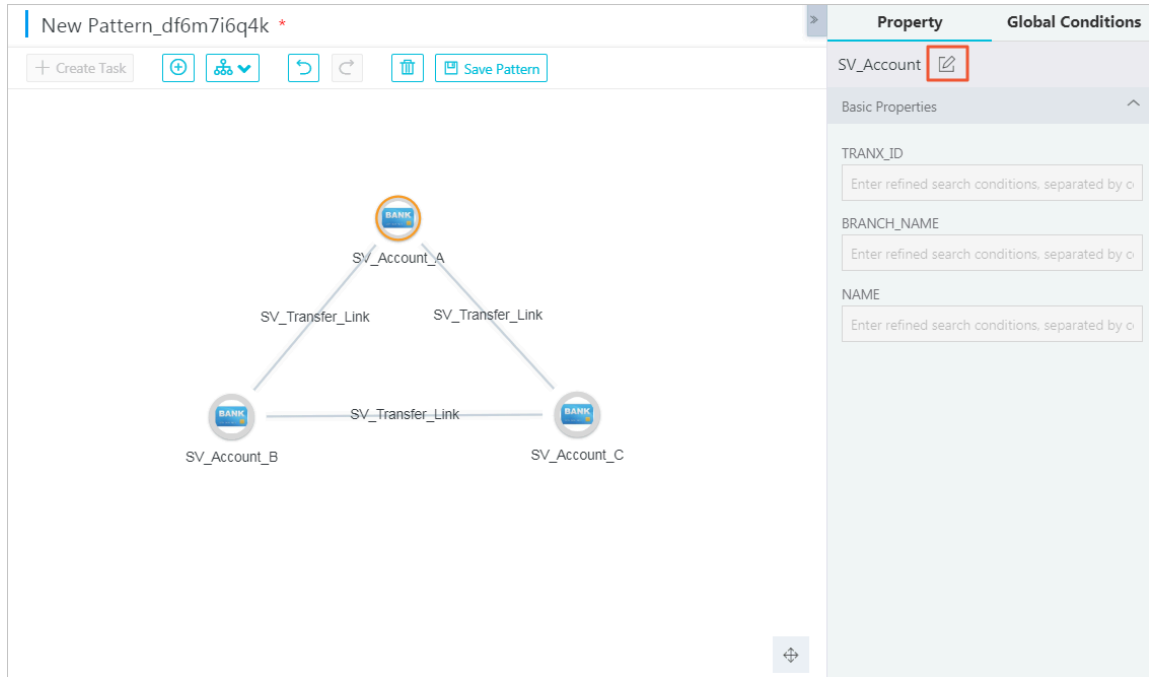 New Pattern_df6m7i6q4k *
»
Property Global Conditions
+ Create Task Save Pattern
SV_Account
Basic Properties
TRANX_ID
Enter refined search conditions, separated by c
BRANCH_NAME
Enter refined search conditions, separated by c
NAME
Enter refined search conditions, separated by c
BANK
SV_Account_A
SV_Transfer_Link SV_Transfer_Link
BANK SV_Transfer_Link BANK
SV_Account_B SV_Account_C